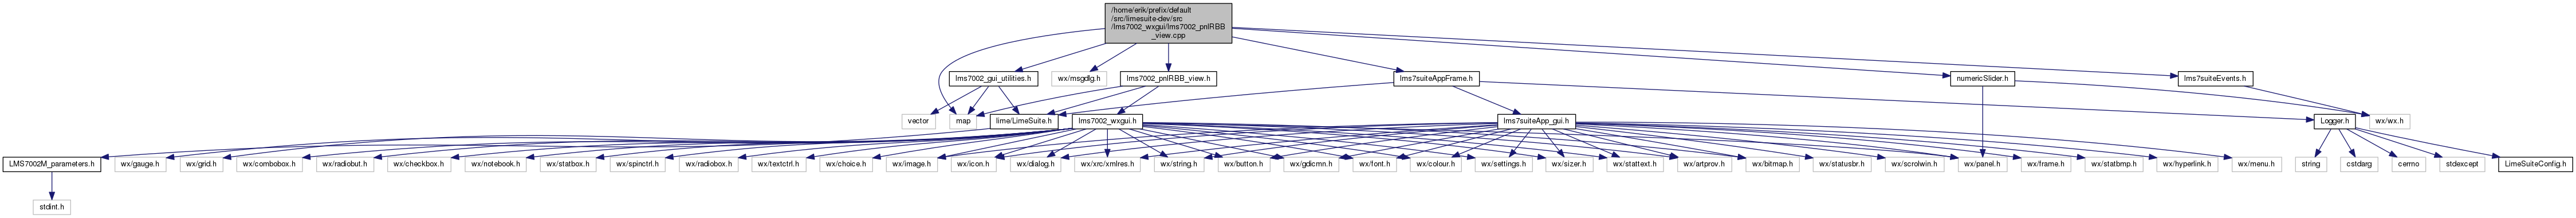 /home/erik/prefix/default
/src/limesuite-dev/src
/lms7002_wxgui/lms7002_pnlRBB
_view.cpp
lms7002_gui_utilities.h
wx/msgdlg.h
lms7002_pnlRBB_view.h
lms7suiteAppFrame.h
numericSlider.h
lms7suiteEvents.h
vector
map
lime/LimeSuite.h
lms7002_wxgui.h
lms7suiteApp_gui.h
Logger.h
wx/wx.h
LMS7002M_parameters.h
wx/gauge.h
wx/grid.h
wx/combobox.h
wx/radiobut.h
wx/checkbox.h
wx/notebook.h
wx/statbox.h
wx/spinctrl.h
wx/radiobox.h
wx/textctrl.h
wx/choice.h
wx/image.h
wx/icon.h
wx/dialog.h
wx/xrc/xmlres.h
wx/string.h
wx/button.h
wx/gdicmn.h
wx/font.h
wx/colour.h
wx/settings.h
wx/sizer.h
wx/stattext.h
wx/artprov.h
wx/bitmap.h
wx/statusbr.h
wx/scrolwin.h
wx/panel.h
wx/frame.h
wx/statbmp.h
wx/hyperlink.h
wx/menu.h
string
cstdarg
cerrno
stdexcept
LimeSuiteConfig.h
stdint.h